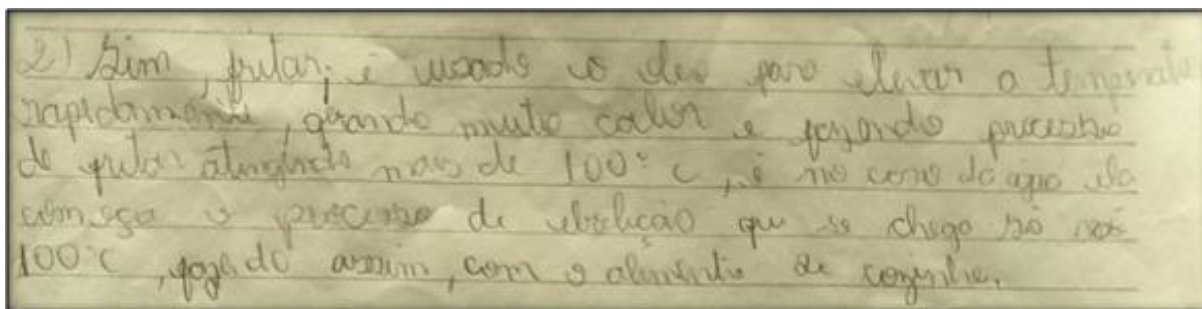 2) Sim, fritar; é usado o óleo para elevar a temperatu
rapidamente, gerando muito calor e fazendo processo
de fritar atingindo mais de 100° c, é no caso da água ela
começa o processo de ebolição que se chega só nos
100°C, fazedo assim, com o alimento se cozinhe.